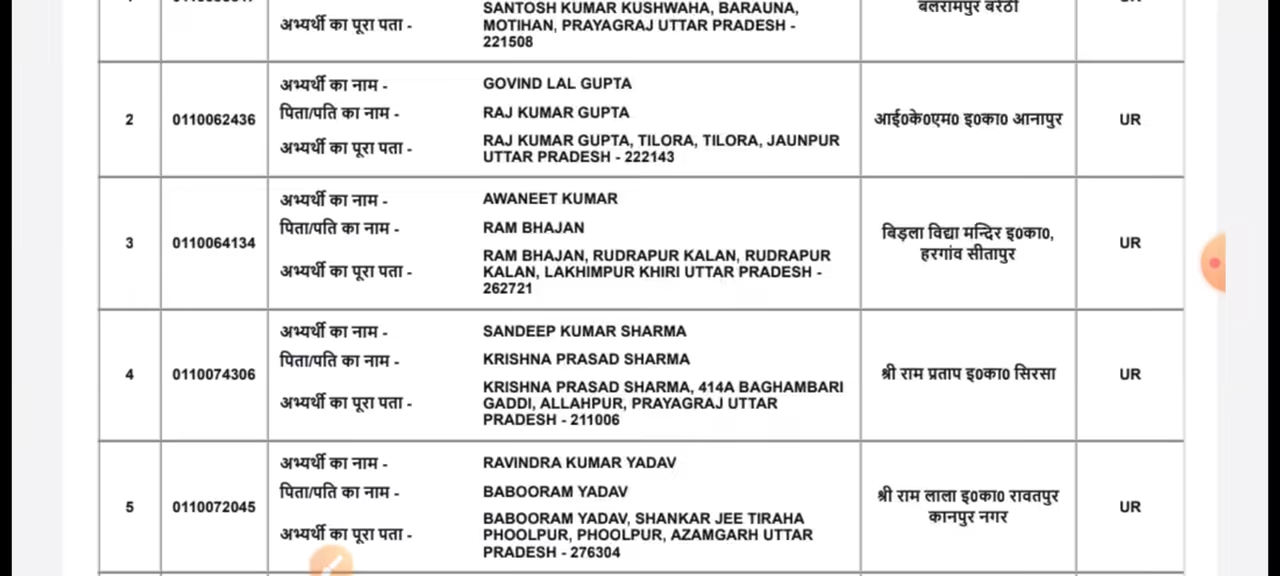 SANTOSH KUMAR KUSHWAHA, BARAUNA,
अभ्यर्थी का पूरा पता - MOTIHAN, PRAYAGRAJ UTTAR PRADESH -
221508
बलरामपुर बरेठी
2 0110062436 अभ्यर्थी का नाम - GOVIND LAL GUPTA
पिता/पति का नाम - RAJ KUMAR GUPTA
अभ्यर्थी का पूरा पता - RAJ KUMAR GUPTA, TILORA, TILORA, JAUNPUR
UTTAR PRADESH - 222143
आई0के0एम0 इ0का0 आनापुर UR
3 0110064134 अभ्यर्थी का नाम - AWANEET KUMAR
पिता/पति का नाम - RAM BHAJAN
अभ्यर्थी का पूरा पता - RAM BHAJAN, RUDRAPUR KALAN, RUDRAPUR
KALAN, LAKHIMPUR KHIRI UTTAR PRADESH -
262721
बिड़ला विद्या मन्दिर इ0का0,
हरगांव सीतापुर
UR
4 0110074306 अभ्यर्थी का नाम - SANDEEP KUMAR SHARMA
पिता/पति का नाम - KRISHNA PRASAD SHARMA
अभ्यर्थी का पूरा पता - KRISHNA PRASAD SHARMA, 414A BAGHAMBARI
GADDI, ALLAHPUR, PRAYAGRAJ UTTAR
PRADESH - 211006
श्री राम प्रताप इ0का0 सिरसा UR
5 0110072045 अभ्यर्थी का नाम - RAVINDRA KUMAR YADAV
पिता/पति का नाम - BABOORAM YADAV
अभ्यर्थी का पूरा पता - BABOORAM YADAV, SHANKAR JEE TIRAHA
PHOOLPUR, PHOOLPUR, AZAMGARH UTTAR
PRADESH - 276304
श्री राम लाला इ0का0 रावतपुर
कानपुर नगर
UR